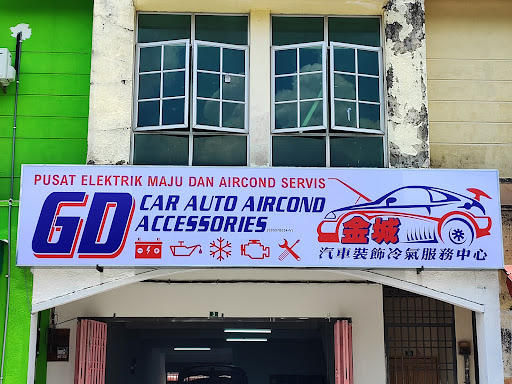 PUSAT ELEKTRIK MAJU DAN AIRCOND SERVIS
GD
CAR AUTO AIRCOND
ACCESSORIES
金城
汽車裝飾冷氣服務中心